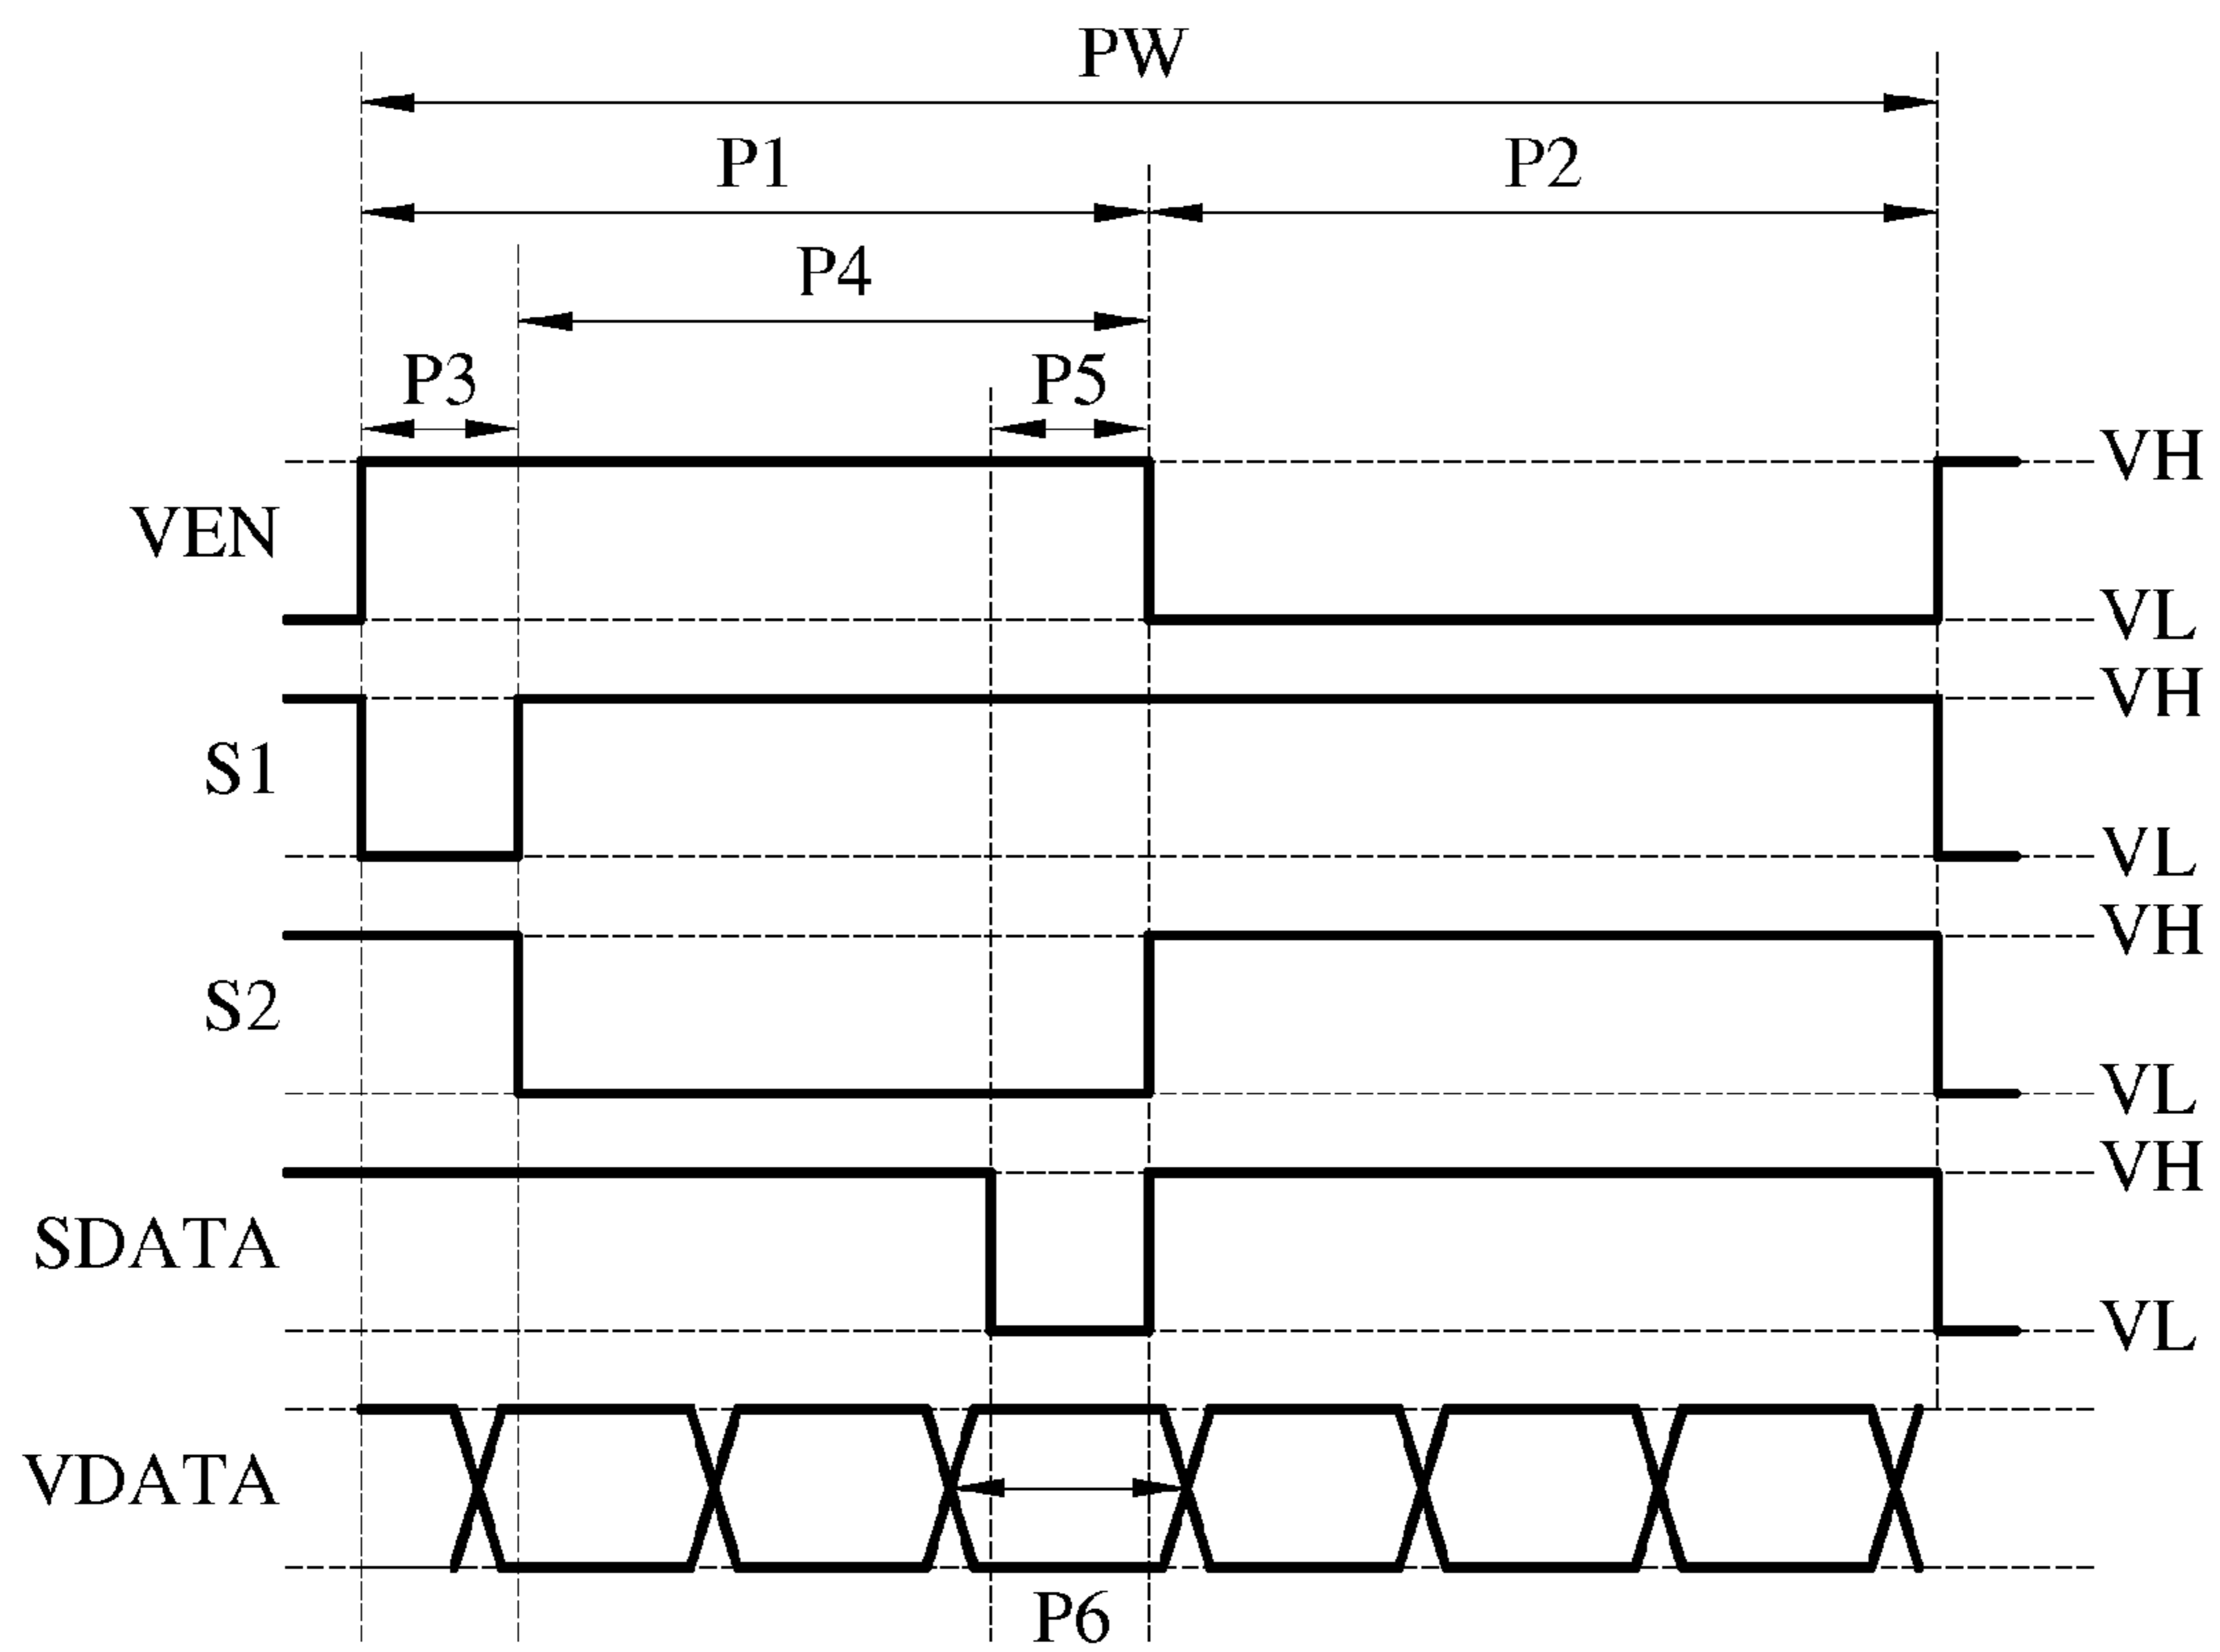 PW
P1 P2
P4
P3 P5
VH
VEN
VL
VH
S1
VL
VH
S2
VL
VH
SDATA
VL
VDATA
P6